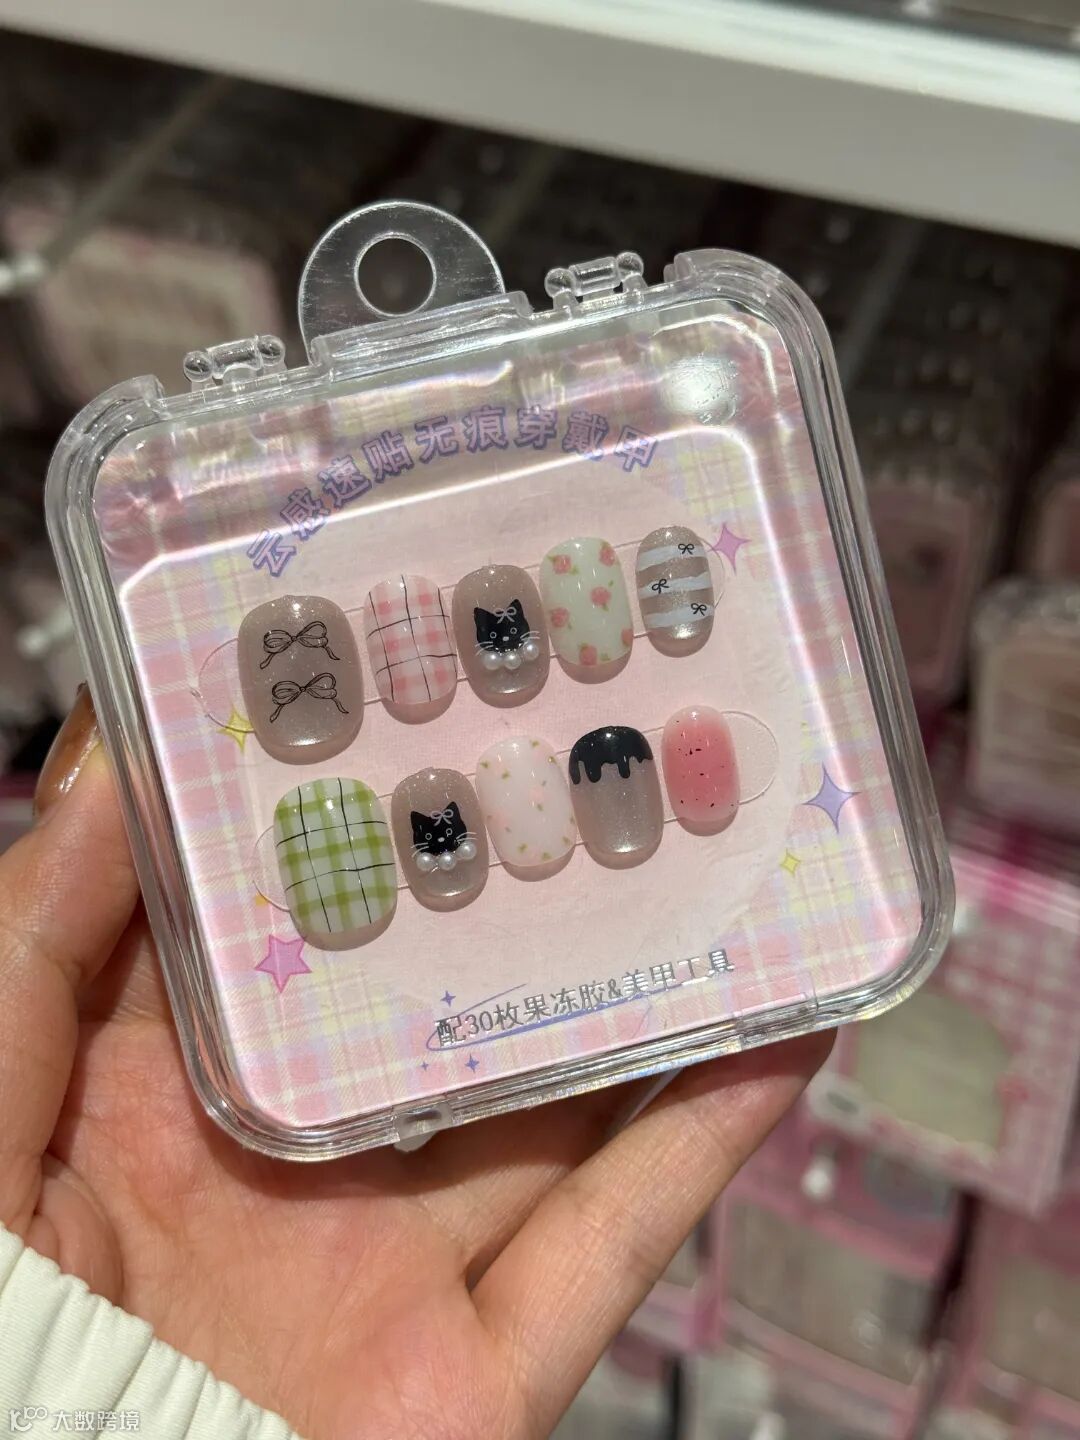 云感速贴无痕穿戴甲
配30枚果冻胶&美甲工具
大数跨境